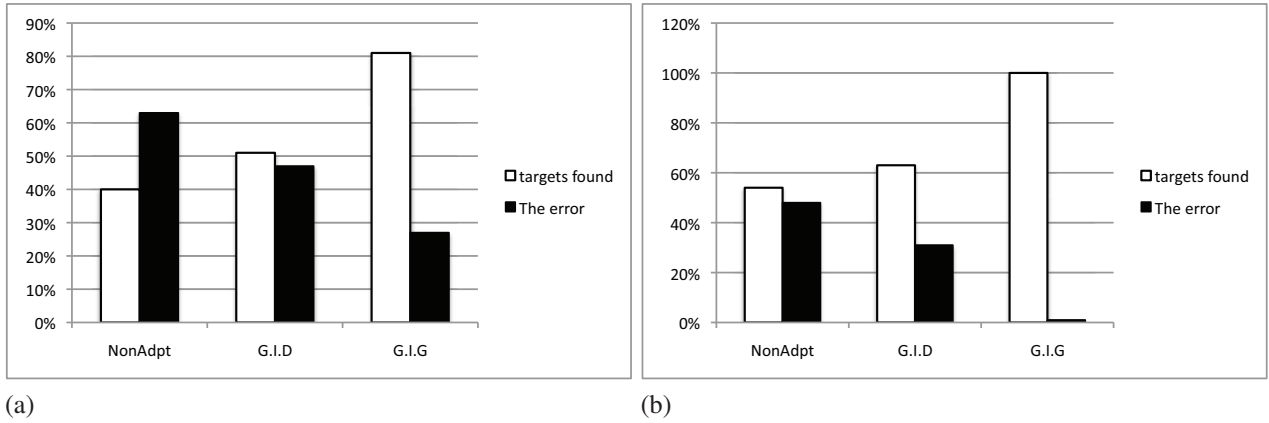 90%
80%
70%
60%
50%
40%
30%
20%
10%
0%
NonAdpt G.I.D G.I.G
targets found
The error
(a)
120%
100%
80%
60%
40%
20%
0%
NonAdpt G.I.D G.I.G
targets found
The error
(b)